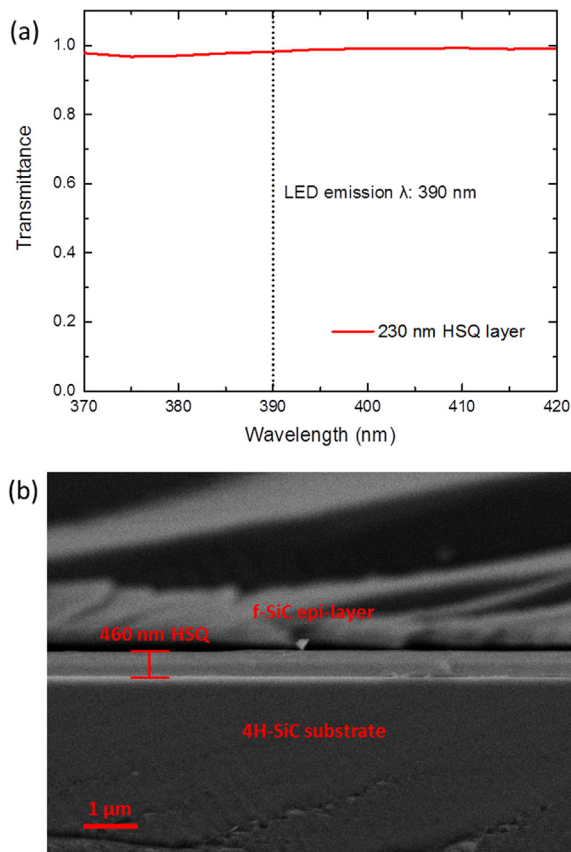 (a)
1.0
0.8
0.6
0.4
0.2
0.0
Transmittance
LED emission λ: 390 nm
230 nm HSQ layer
370 380 390 400 410 420
Wavelength (nm)
(b)
f-SiC epi-layer
460 nm HSQ
4H-SiC substrate
1 µm